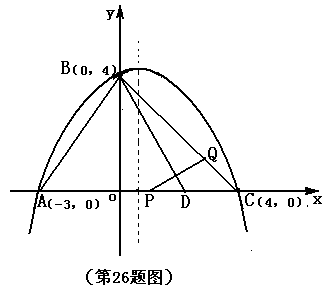 y
B(0, 4)
Q
A(-3, 0)
O
P
D
C(4, 0)
x
(第26题图)